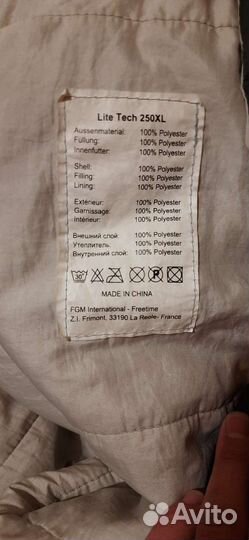 Lite Tech 250XL
Aussenmaterial: 100% Polyester
Füllung: 100% Polyester
Innenfutter: 100% Polyester
Shell: 100% Polyester
Filling: 100% Polyester
Lining: 100% Polyester
Extérieur: 100% Polyester
Garnissage: 100% Polyester
Intérieur: 100% Polyester
Внешний слой: 100% Polyester
Утеплитель: 100% Polyester
Внутренний слой: 100% Polyester
30° P
MADE IN CHINA
FGM International - Freetime
Z.I. Frimont, 33190 La Reole- France
Avito